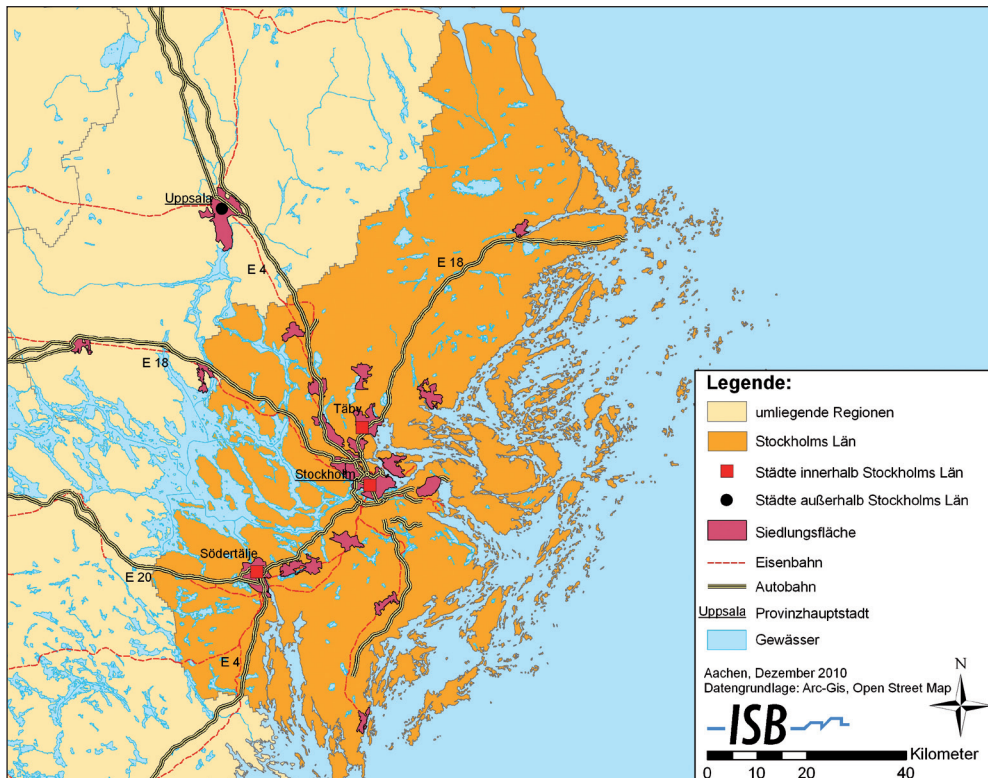 Uppsala
E 4
E 18
E 18
Täby
Stockholm
Södertälje
E 20
E 4
Legende:
umliegende Regionen
Stockholms Län
Städte innerhalb Stockholms Län
Städte außerhalb Stockholms Län
Siedlungsfläche
Eisenbahn
Autobahn
Uppsala Provinzhauptstadt
Gewässer
Aachen, Dezember 2010
Datengrundlage: Arc-Gis, Open Street Map
N
ISB
Kilometer
0 10 20 40